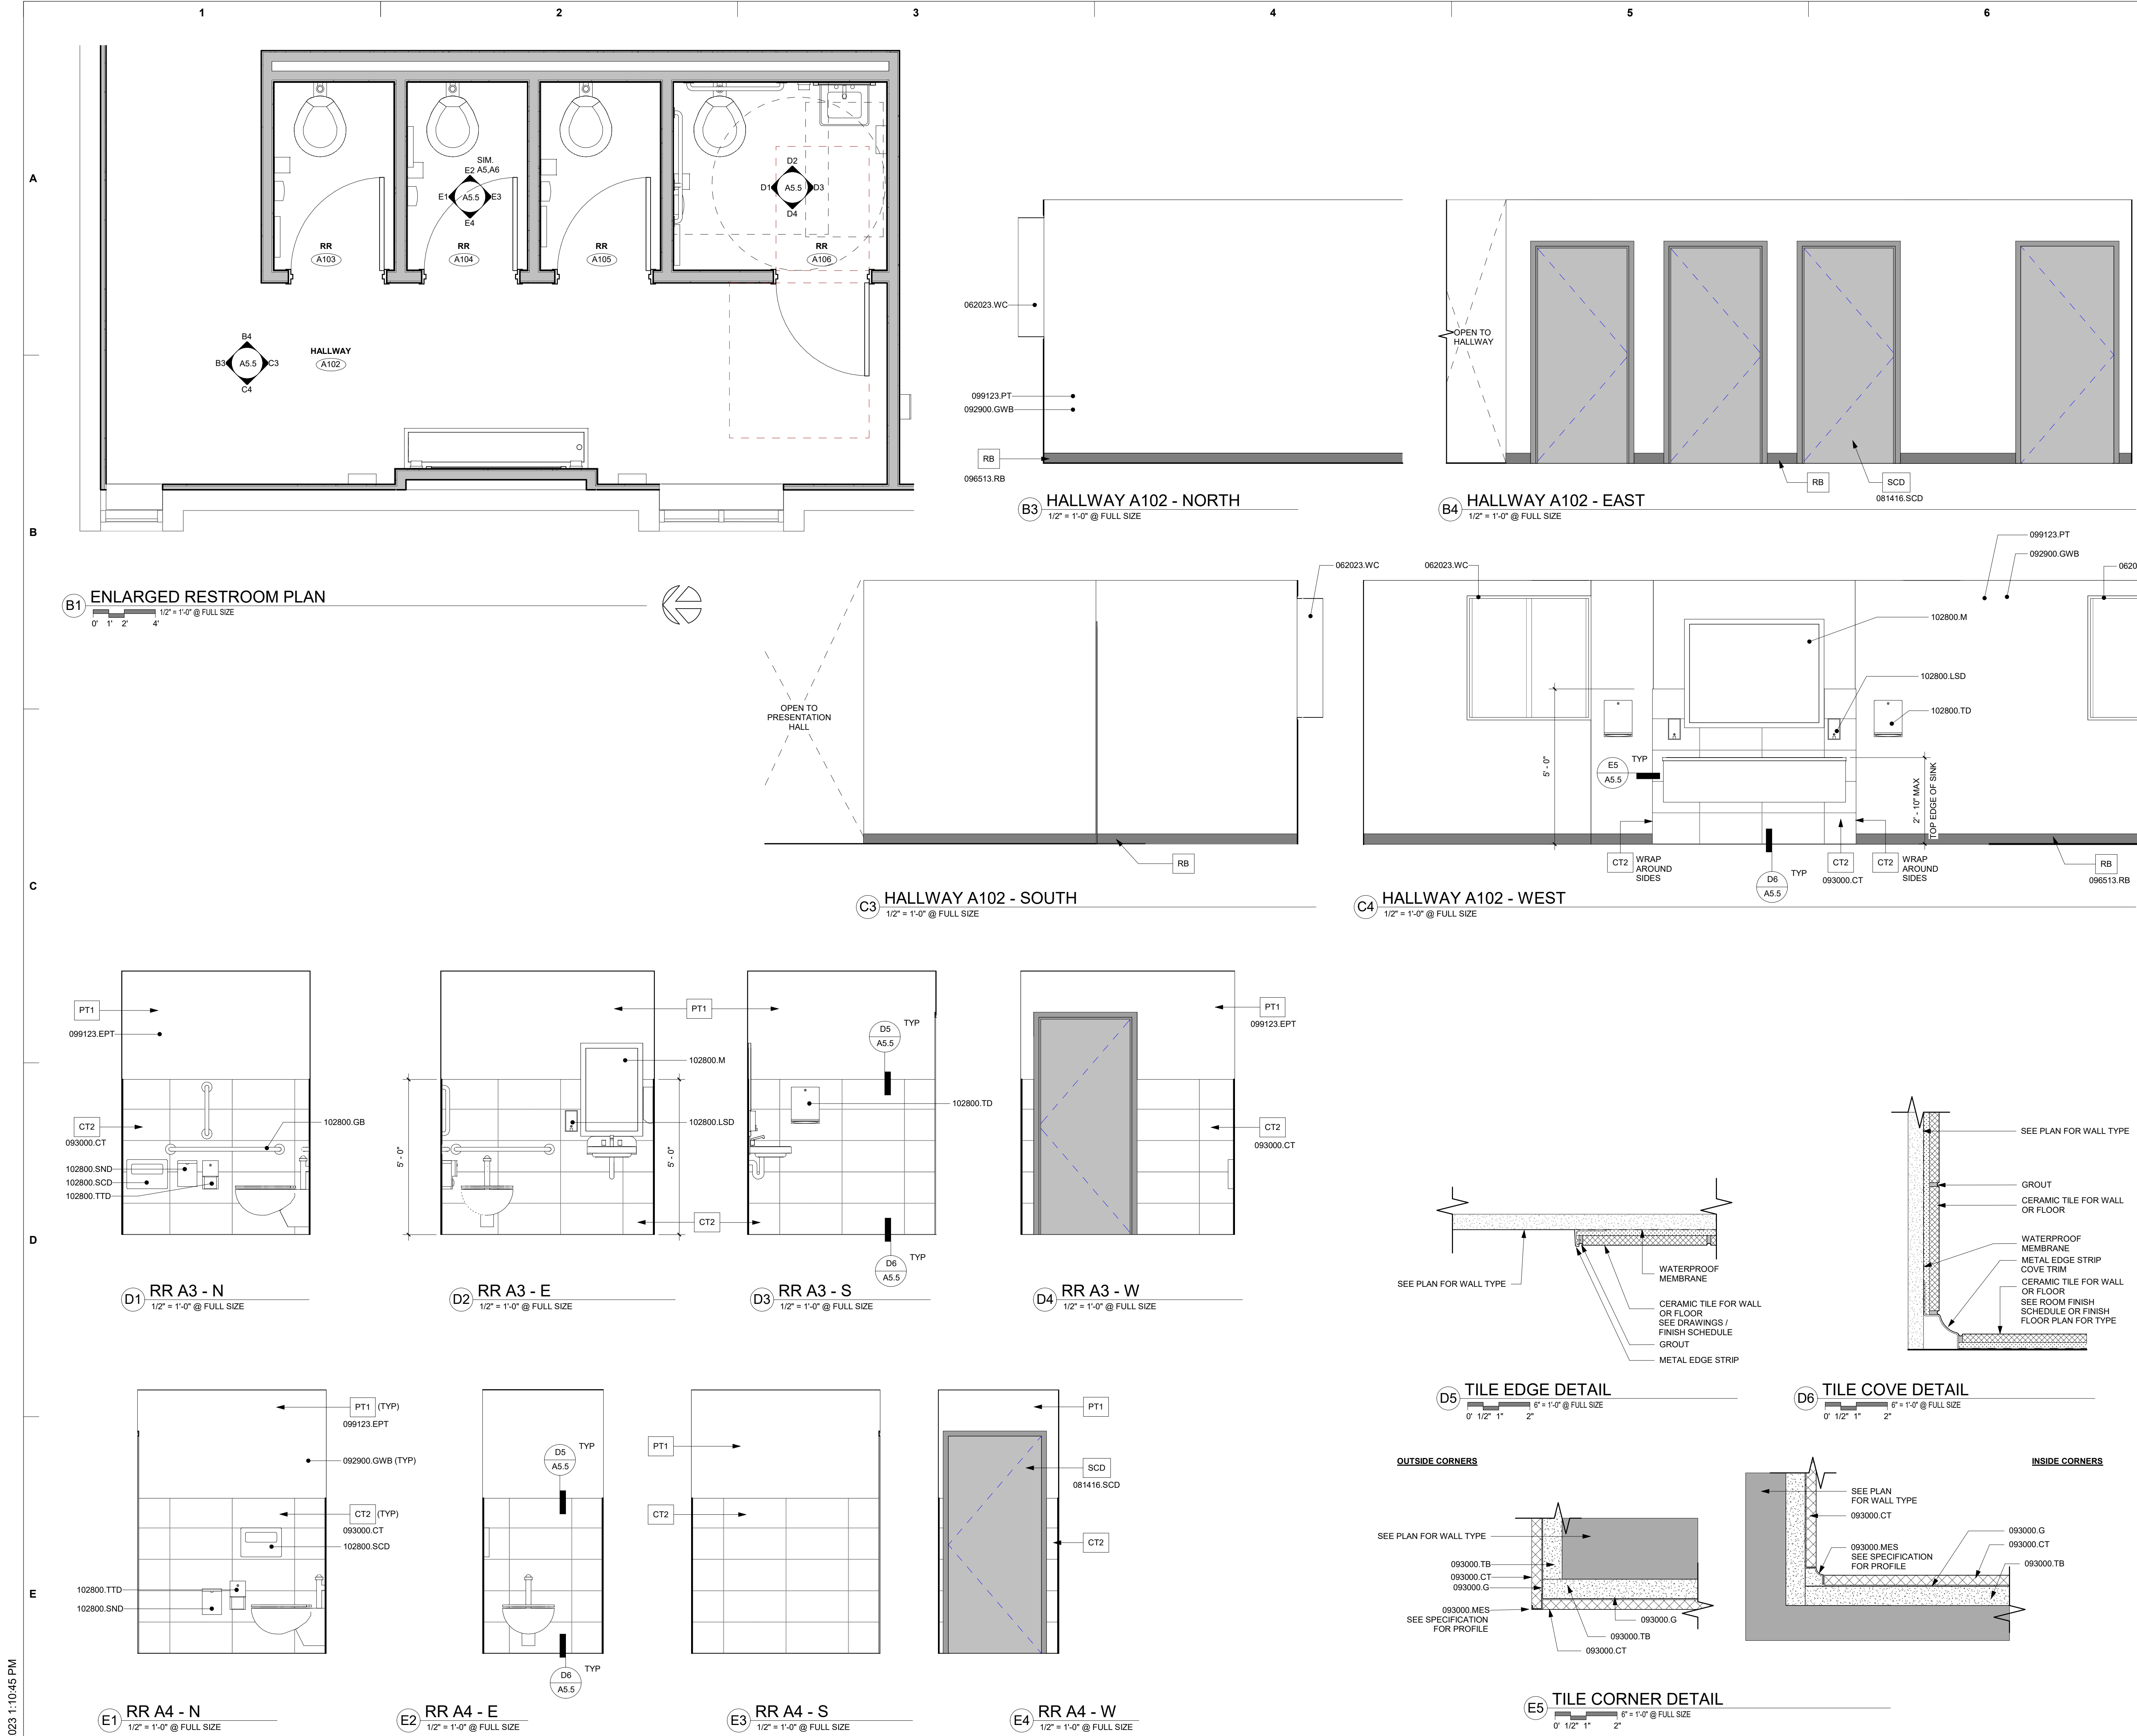 1
2
3
4
5
6
A
B
C
D
E
SIM.
E2 A5,A6
E1
A5.5
E3
E4
D2
D1
A5.5
D3
D4
RR
A103
RR
A104
RR
A105
RR
A106
B4
B3
A5.5
C3
C4
HALLWAY
A102
B1
ENLARGED RESTROOM PLAN
1/2" = 1'-0" @ FULL SIZE
0' 1' 2' 4'
062023.WC
099123.PT
092900.GWB
RB
096513.RB
B3
HALLWAY A102 - NORTH
1/2" = 1'-0" @ FULL SIZE
OPEN TO
HALLWAY
RB
SCD
081416.SCD
B4
HALLWAY A102 - EAST
1/2" = 1'-0" @ FULL SIZE
062023.WC
OPEN TO
PRESENTATION
HALL
RB
C3
HALLWAY A102 - SOUTH
1/2" = 1'-0" @ FULL SIZE
062023.WC
099123.PT
092900.GWB
0620
102800.M
102800.LSD
102800.TD
5' - 0"
E5
A5.5
TYP
2' - 10" MAX
TOP EDGE OF SINK
CT2
WRAP
AROUND
SIDES
D6
A5.5
TYP
CT2
093000.CT
CT2
WRAP
AROUND
SIDES
RB
096513.RB
C4
HALLWAY A102 - WEST
1/2" = 1'-0" @ FULL SIZE
PT1
099123.EPT
CT2
093000.CT
102800.GB
102800.SND
102800.SCD
102800.TTD
D1
RR A3 - N
1/2" = 1'-0" @ FULL SIZE
PT1
102800.M
102800.LSD
5' - 0"
5' - 0"
CT2
D2
RR A3 - E
1/2" = 1'-0" @ FULL SIZE
D5
A5.5
TYP
102800.TD
D6
A5.5
TYP
D3
RR A3 - S
1/2" = 1'-0" @ FULL SIZE
PT1
099123.EPT
CT2
093000.CT
D4
RR A3 - W
1/2" = 1'-0" @ FULL SIZE
SEE PLAN FOR WALL TYPE
WATERPROOF
MEMBRANE
CERAMIC TILE FOR WALL
OR FLOOR
SEE DRAWINGS /
FINISH SCHEDULE
GROUT
METAL EDGE STRIP
D5
TILE EDGE DETAIL
6" = 1'-0" @ FULL SIZE
0' 1/2" 1" 2"
SEE PLAN FOR WALL TYPE
GROUT
CERAMIC TILE FOR WALL
OR FLOOR
WATERPROOF
MEMBRANE
METAL EDGE STRIP
COVE TRIM
CERAMIC TILE FOR WALL
OR FLOOR
SEE ROOM FINISH
SCHEDULE OR FINISH
FLOOR PLAN FOR TYPE
D6
TILE COVE DETAIL
6" = 1'-0" @ FULL SIZE
0' 1/2" 1" 2"
PT1
(TYP)
099123.EPT
092900.GWB (TYP)
CT2
(TYP)
093000.CT
102800.SCD
102800.TTD
102800.SND
E1
RR A4 - N
1/2" = 1'-0" @ FULL SIZE
D5
A5.5
TYP
D6
A5.5
TYP
E2
RR A4 - E
1/2" = 1'-0" @ FULL SIZE
PT1
CT2
E3
RR A4 - S
1/2" = 1'-0" @ FULL SIZE
PT1
SCD
081416.SCD
CT2
E4
RR A4 - W
1/2" = 1'-0" @ FULL SIZE
OUTSIDE CORNERS
SEE PLAN FOR WALL TYPE
093000.TB
093000.CT
093000.G
093000.MES
SEE SPECIFICATION
FOR PROFILE
093000.G
093000.TB
093000.CT
INSIDE CORNERS
SEE PLAN
FOR WALL TYPE
093000.CT
093000.G
093000.CT
093000.MES
SEE SPECIFICATION
FOR PROFILE
093000.TB
E5
TILE CORNER DETAIL
6" = 1'-0" @ FULL SIZE
0' 1/2" 1" 2"
023 1:10:45 PM